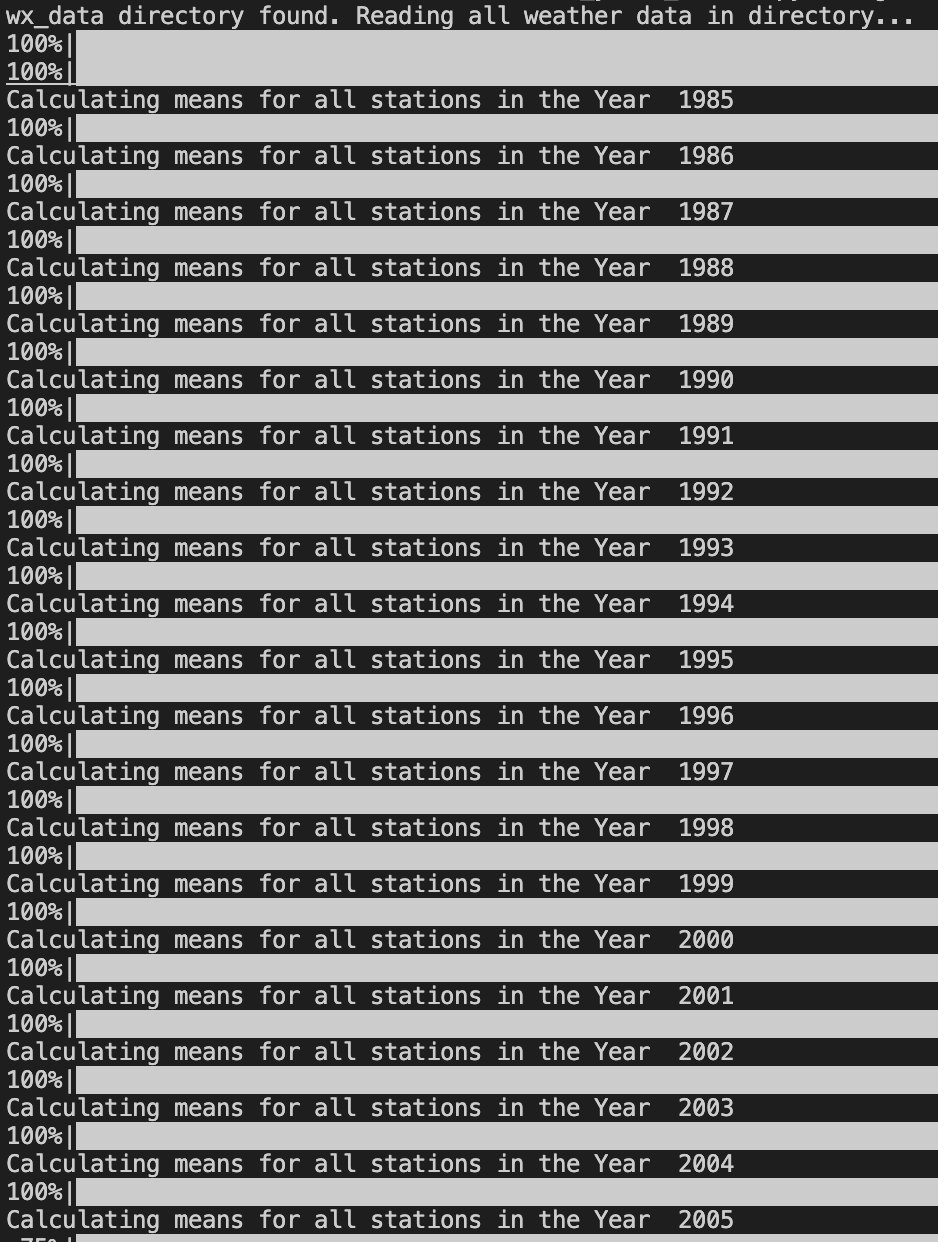 wx_data directory found. Reading all weather data in directory...
100%|
100%|
Calculating means for all stations in the Year  1985
100%|
Calculating means for all stations in the Year  1986
100%|
Calculating means for all stations in the Year  1987
100%|
Calculating means for all stations in the Year  1988
100%|
Calculating means for all stations in the Year  1989
100%|
Calculating means for all stations in the Year  1990
100%|
Calculating means for all stations in the Year  1991
100%|
Calculating means for all stations in the Year  1992
100%|
Calculating means for all stations in the Year  1993
100%|
Calculating means for all stations in the Year  1994
100%|
Calculating means for all stations in the Year  1995
100%|
Calculating means for all stations in the Year  1996
100%|
Calculating means for all stations in the Year  1997
100%|
Calculating means for all stations in the Year  1998
100%|
Calculating means for all stations in the Year  1999
100%|
Calculating means for all stations in the Year  2000
100%|
Calculating means for all stations in the Year  2001
100%|
Calculating means for all stations in the Year  2002
100%|
Calculating means for all stations in the Year  2003
100%|
Calculating means for all stations in the Year  2004
100%|
Calculating means for all stations in the Year  2005